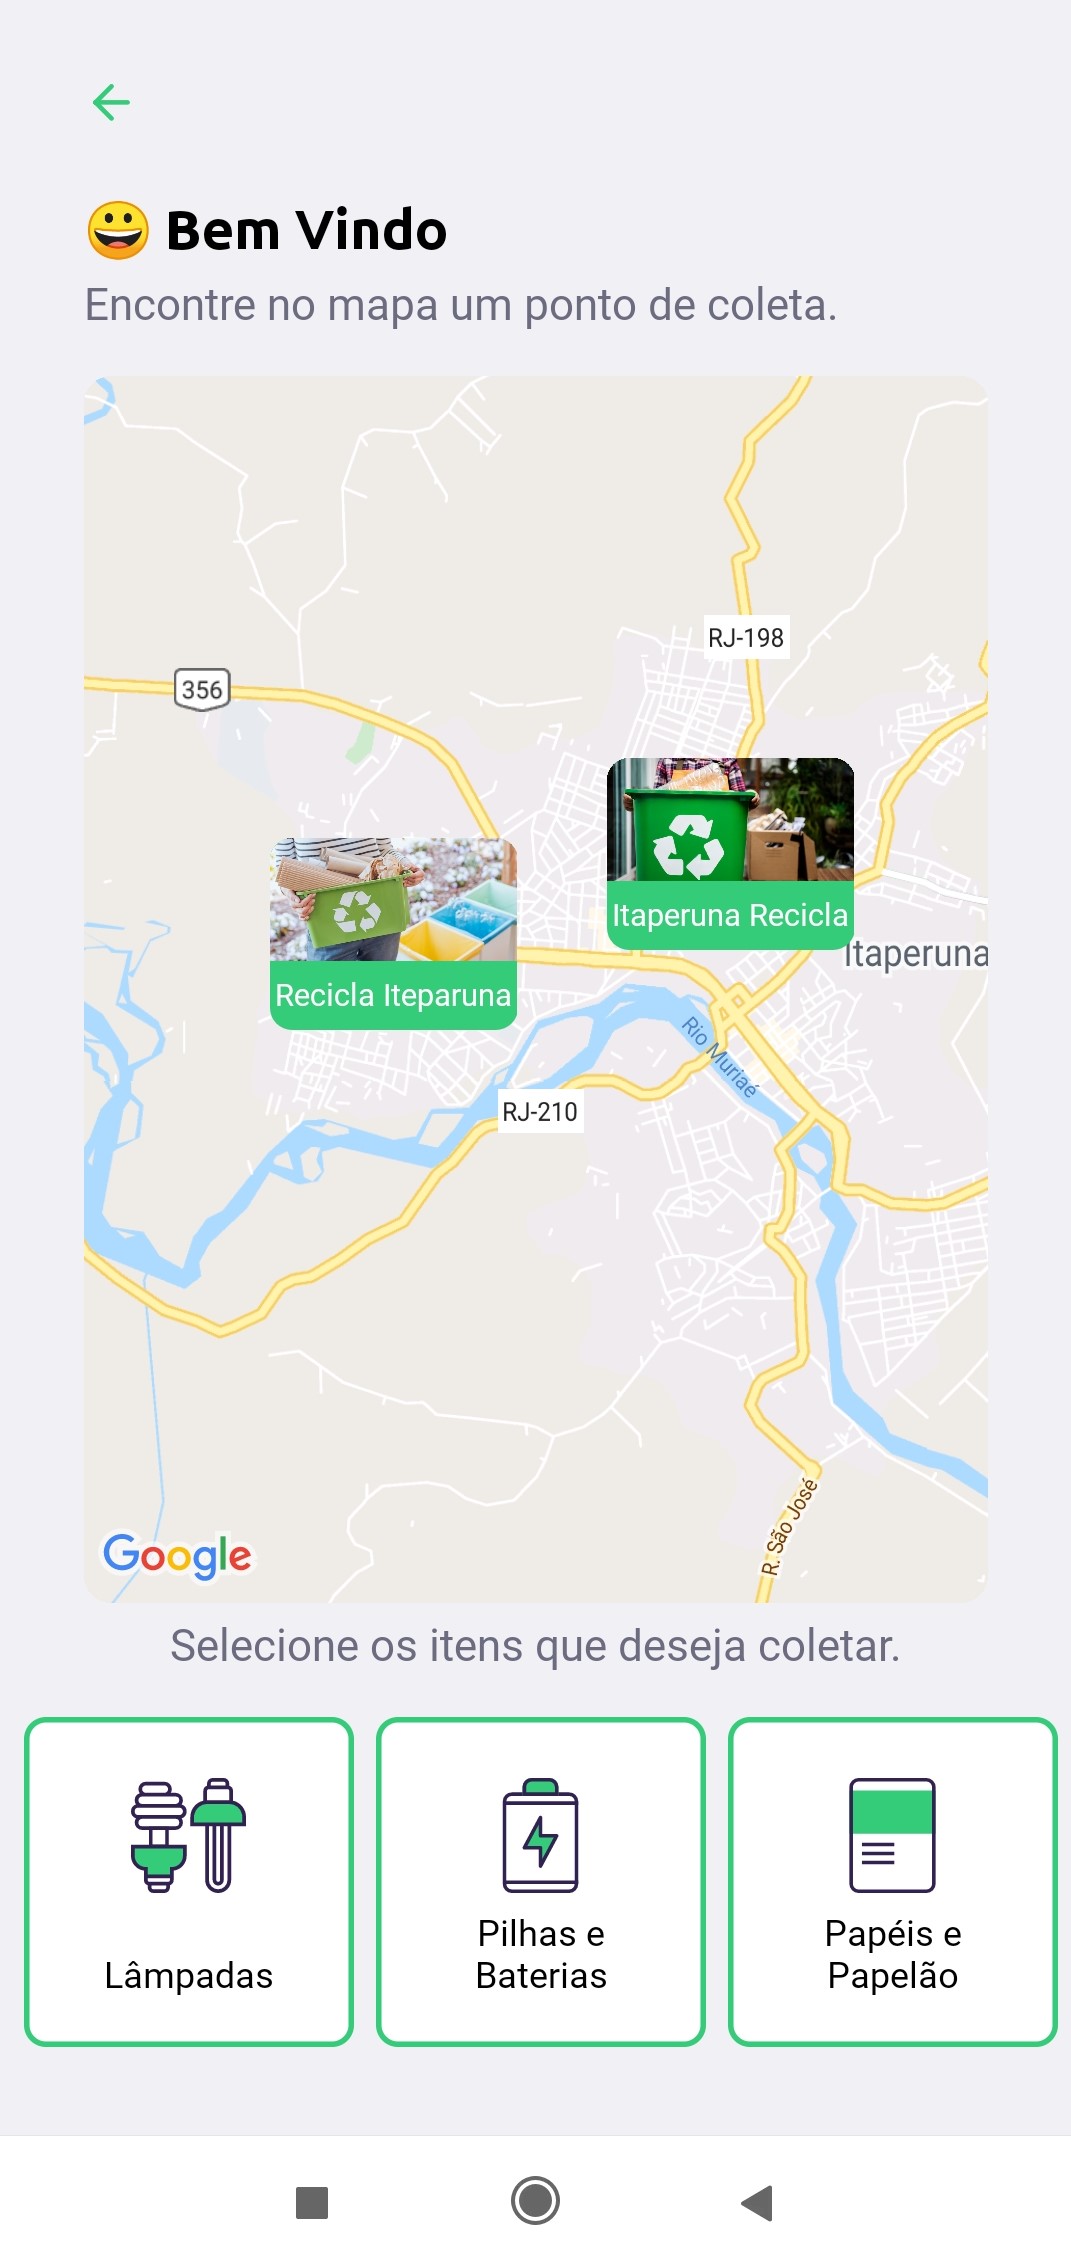 😀 Bem Vindo
Encontre no mapa um ponto de coleta.
RJ-198
356
Itaperuna Recicla
Itaperuna
Recicla Iteparuna
Rio Muriaé
RJ-210
R. São José
Google
Selecione os itens que deseja coletar.
Lâmpadas
Pilhas e
Baterias
Papéis e
Papelão